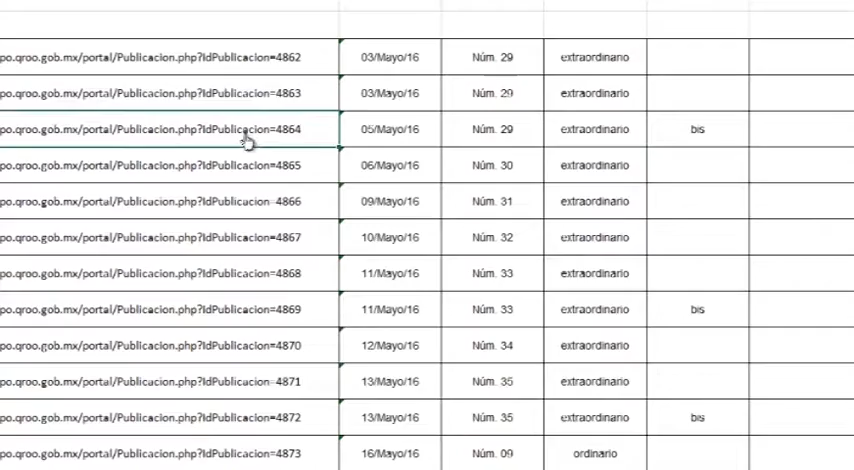 po.qroo.gob.mx/portal/Publicacion.php?IdPublicacion=4862 03/Mayo/16 Núm. 29 extraordinario
po.qroo.gob.mx/portal/Publicacion.php?IdPublicacion=4863 03/Mayo/16 Núm. 29 extraordinario
po.qroo.gob.mx/portal/Publicacion.php?IdPublicacion=4864 05/Mayo/16 Núm. 29 extraordinario bis
po.qroo.gob.mx/portal/Publicacion.php?IdPublicacion=4865 06/Mayo/16 Núm. 30 extraordinario
po.qroo.gob.mx/portal/Publicacion.php?IdPublicacion=4866 09/Mayo/16 Núm. 31 extraordinario
po.qroo.gob.mx/portal/Publicacion.php?IdPublicacion=4867 10/Mayo/16 Núm. 32 extraordinario
po.qroo.gob.mx/portal/Publicacion.php?IdPublicacion=4868 11/Mayo/16 Núm. 33 extraordinario
po.qroo.gob.mx/portal/Publicacion.php?IdPublicacion=4869 11/Mayo/16 Núm. 33 extraordinario bis
po.qroo.gob.mx/portal/Publicacion.php?IdPublicacion=4870 12/Mayo/16 Núm. 34 extraordinario
po.qroo.gob.mx/portal/Publicacion.php?IdPublicacion=4871 13/Mayo/16 Núm. 35 extraordinario
po.qroo.gob.mx/portal/Publicacion.php?IdPublicacion=4872 13/Mayo/16 Núm. 35 extraordinario bis
po.qroo.gob.mx/portal/Publicacion.php?IdPublicacion=4873 16/Mayo/16 Núm. 09 ordinario